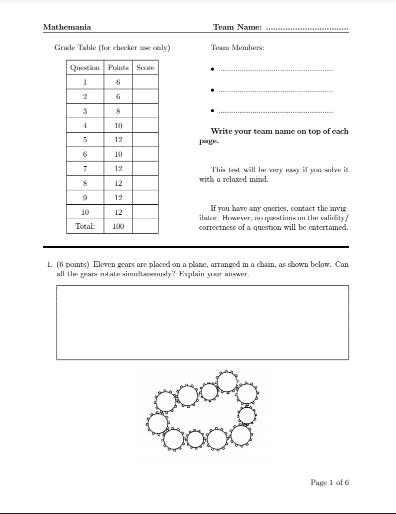 Mathemania
Team Name: ....................................
Grade Table (for checker use only)
Question Points Score
1 6
2 6
3 8
4 10
5 12
6 10
7 12
8 12
9 12
10 12
Total: 100
Team Members:
• ....................................................
• ....................................................
• ....................................................
Write your team name on top of each
page.
This test will be very easy if you solve it
with a relaxed mind.
If you have any queries, contact the invig-
ilator. However, no questions on the validity/
correctness of a question will be entertained.
1. (6 points) Eleven gears are placed on a plane, arranged in a chain, as shown below. Can
all the gears rotate simultaneously? Explain your answer.
Page 1 of 6